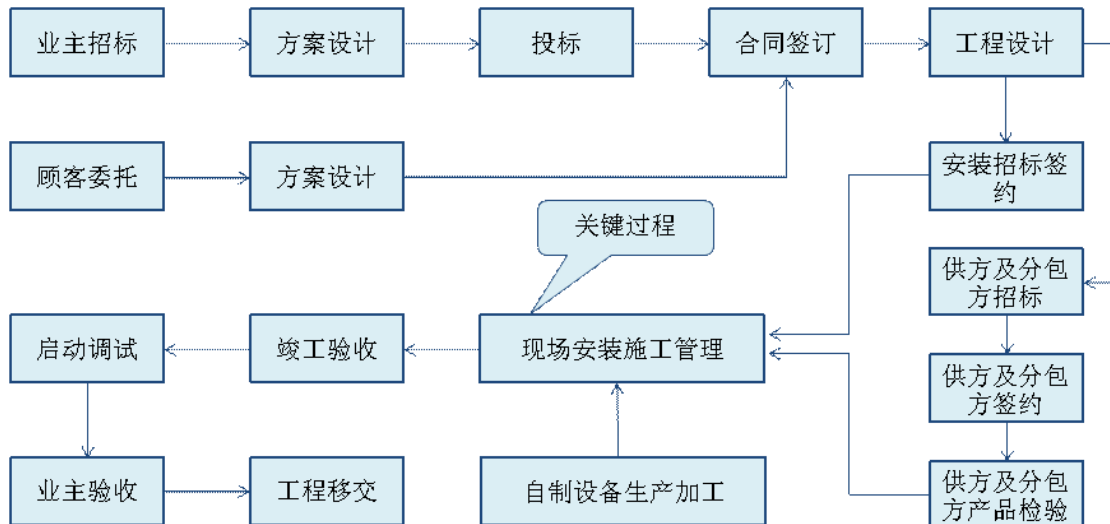 业主招标
方案设计
投标
合同签订
工程设计
顾客委托
方案设计
安装招标签
约
关键过程
供方及分包
方招标
启动调试
竣工验收
现场安装施工管理
供方及分包
方签约
业主验收
工程移交
自制设备生产加工
供方及分包
方产品检验